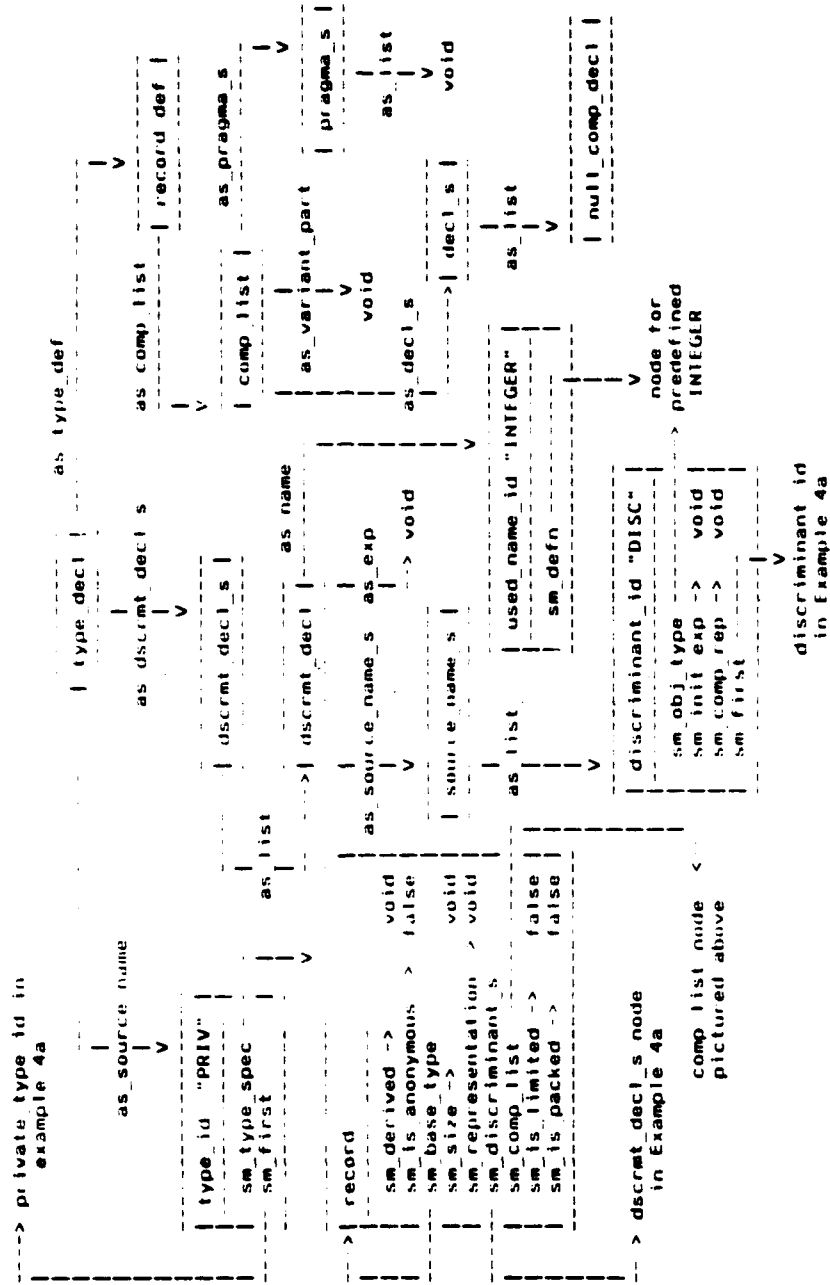 private type_id in
example 4a
as_type_def
type_decl
as_source_name
as_dscrmt_decl_s
as_comp_list
record_def
type_id "PRIV"
sm_type_spec
sm_first
dscrmt_decl_s
as_list
dscrmt_decl
as_name
comp_list
as_pragma_s
pragma_s
as_list
void
as_variant_part
void
as_decl_s
decl_s
as_list
null_comp_decl
as_source_name_s
as_exp
void
source_name_s
as_list
used_name_id "INTEGER"
sm_defn
node for
predefined
INTEGER
record
sm_derived -> void
sm_is_anonymous -> false
sm_base_type
sm_size -> void
sm_representation -> void
sm_discriminant_s
sm_comp_list
sm_is_limited -> false
sm_is_packed -> false
discriminant_id "DISC"
sm_obj_type
sm_init_exp -> void
sm_comp_rep -> void
sm_first
discriminant id
in Example 4a
dscrmt_decl_s node
in Example 4a
comp list node <
pictured above